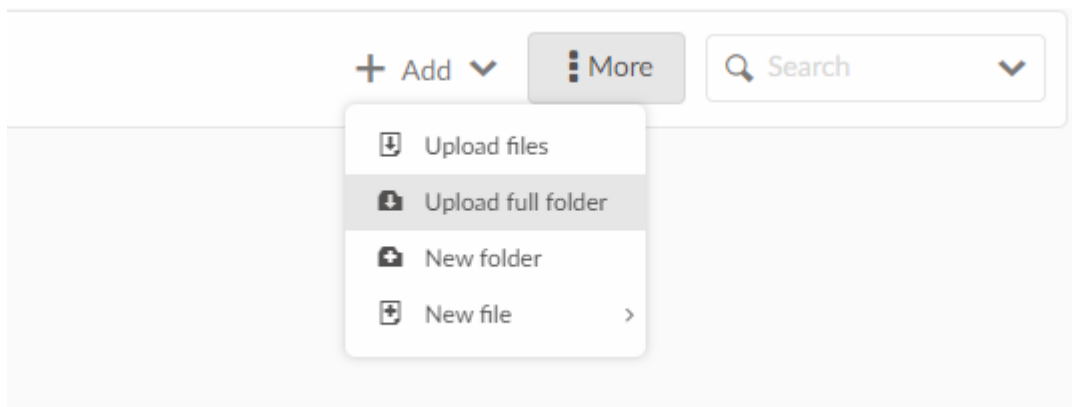 Add
More
Search
Upload files
Upload full folder
New folder
New file